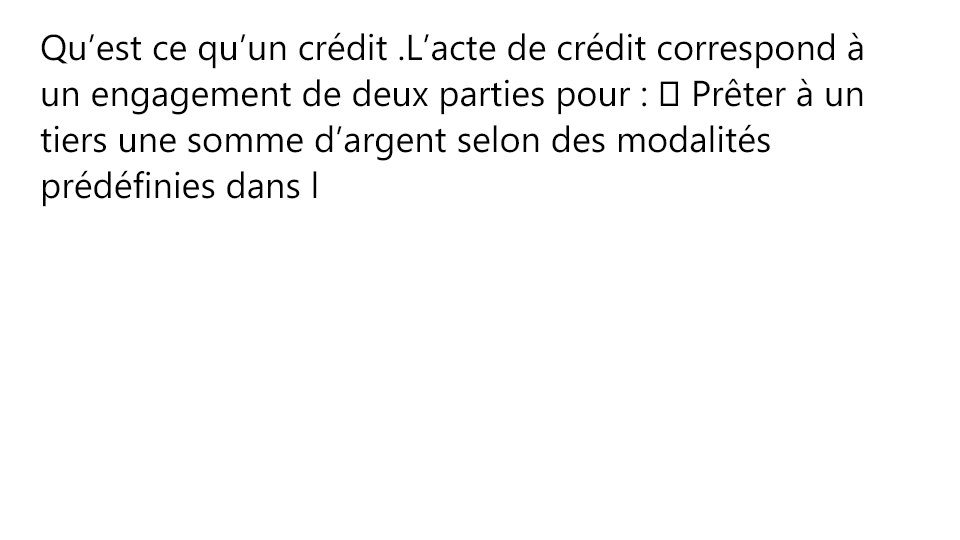 Qu’est ce qu’un crédit .L’acte de crédit correspond à
un engagement de deux parties pour :  Prêter à un
tiers une somme d’argent selon des modalités
prédéfinies dans l